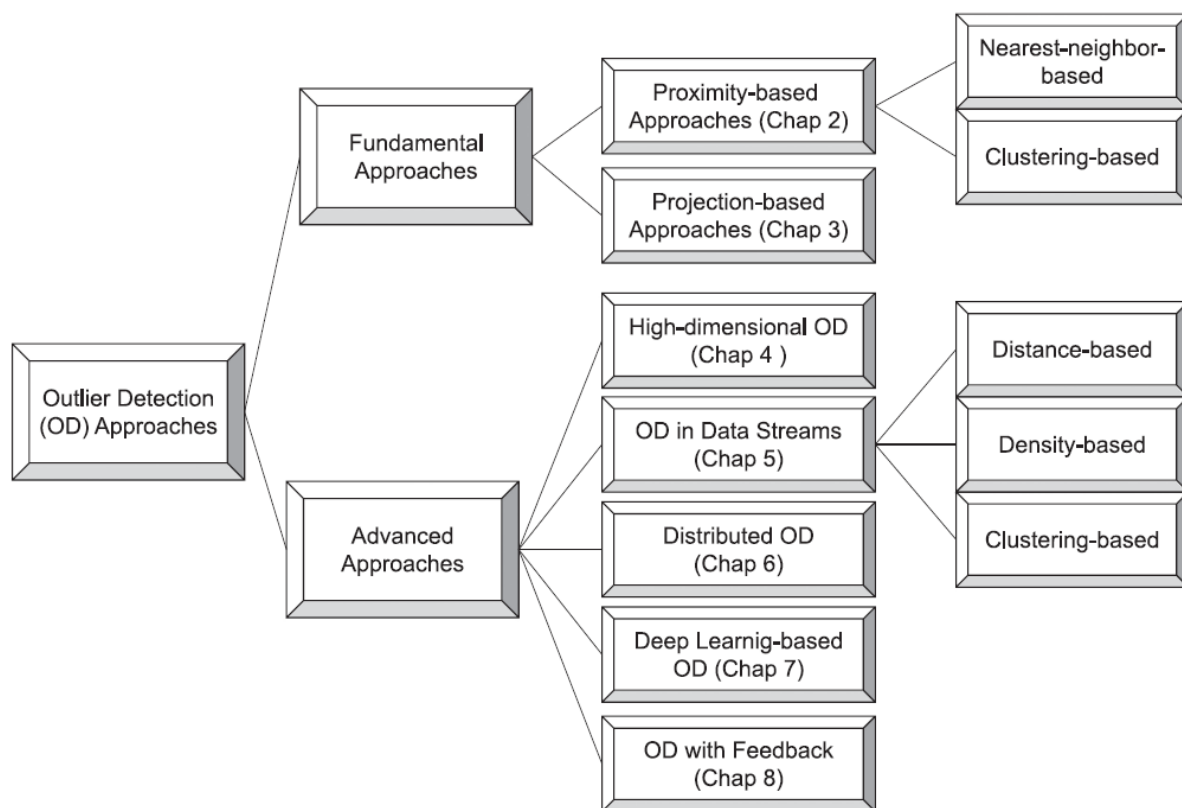 Outlier Detection
(OD) Approaches
Fundamental
Approaches
Proximity-based
Approaches (Chap 2)
Nearest-neighbor-
based
Clustering-based
Projection-based
Approaches (Chap 3)
Advanced
Approaches
High-dimensional OD
(Chap 4 )
OD in Data Streams
(Chap 5)
Distance-based
Density-based
Clustering-based
Distributed OD
(Chap 6)
Deep Learnig-based
OD (Chap 7)
OD with Feedback
(Chap 8)